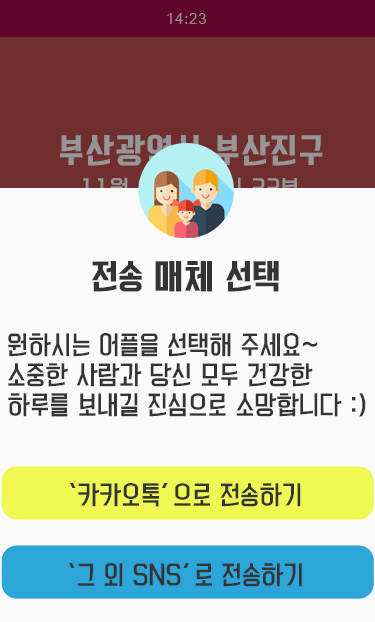 14:23
부산광역시 부산진구
11월
전송 매체 선택
원하시는 어플을 선택해 주세요~
소중한 사람과 당신 모두 건강한
하루를 보내길 진심으로 소망합니다 :)
‘카카오톡’ 으로 전송하기
‘그 외 SNS’ 로 전송하기